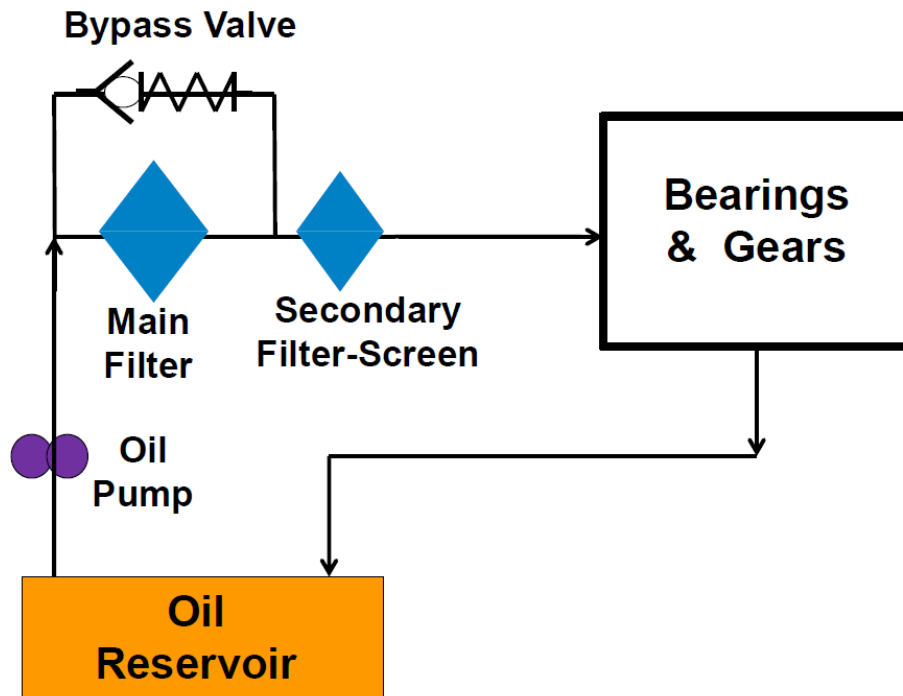 Bypass Valve
Bearings
& Gears
Main
Filter
Secondary
Filter-Screen
Oil
Pump
Oil
Reservoir